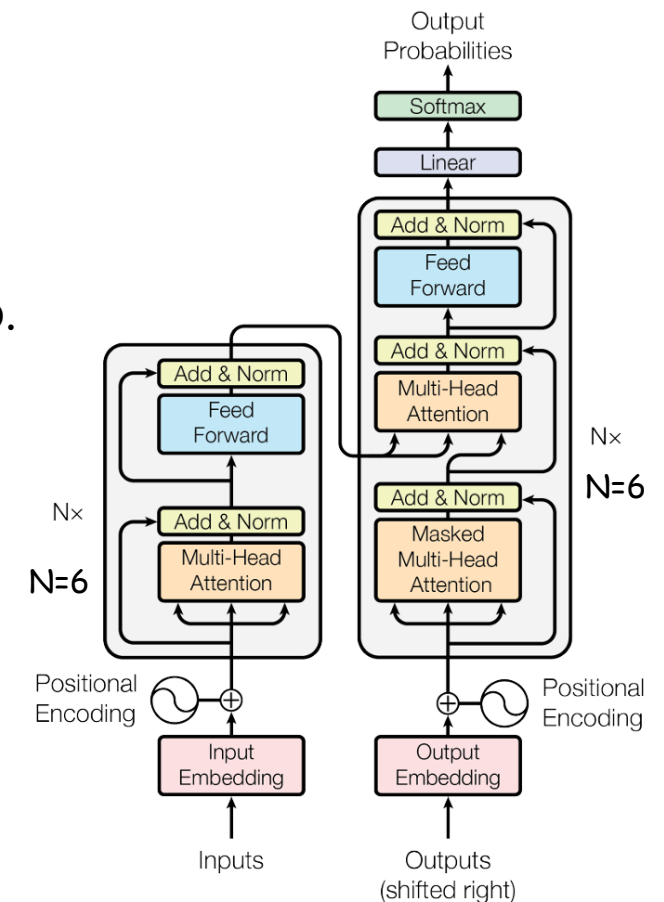 Output
Probabilities
Softmax
Linear
Add & Norm
Feed
Forward
Add & Norm
Multi-Head
Attention
Nx
N=6
Add & Norm
Masked
Multi-Head
Attention
Add & Norm
Feed
Forward
Nx
N=6
Add & Norm
Multi-Head
Attention
Positional
Encoding
Positional
Encoding
Input
Embedding
Output
Embedding
Inputs
Outputs
(shifted right)